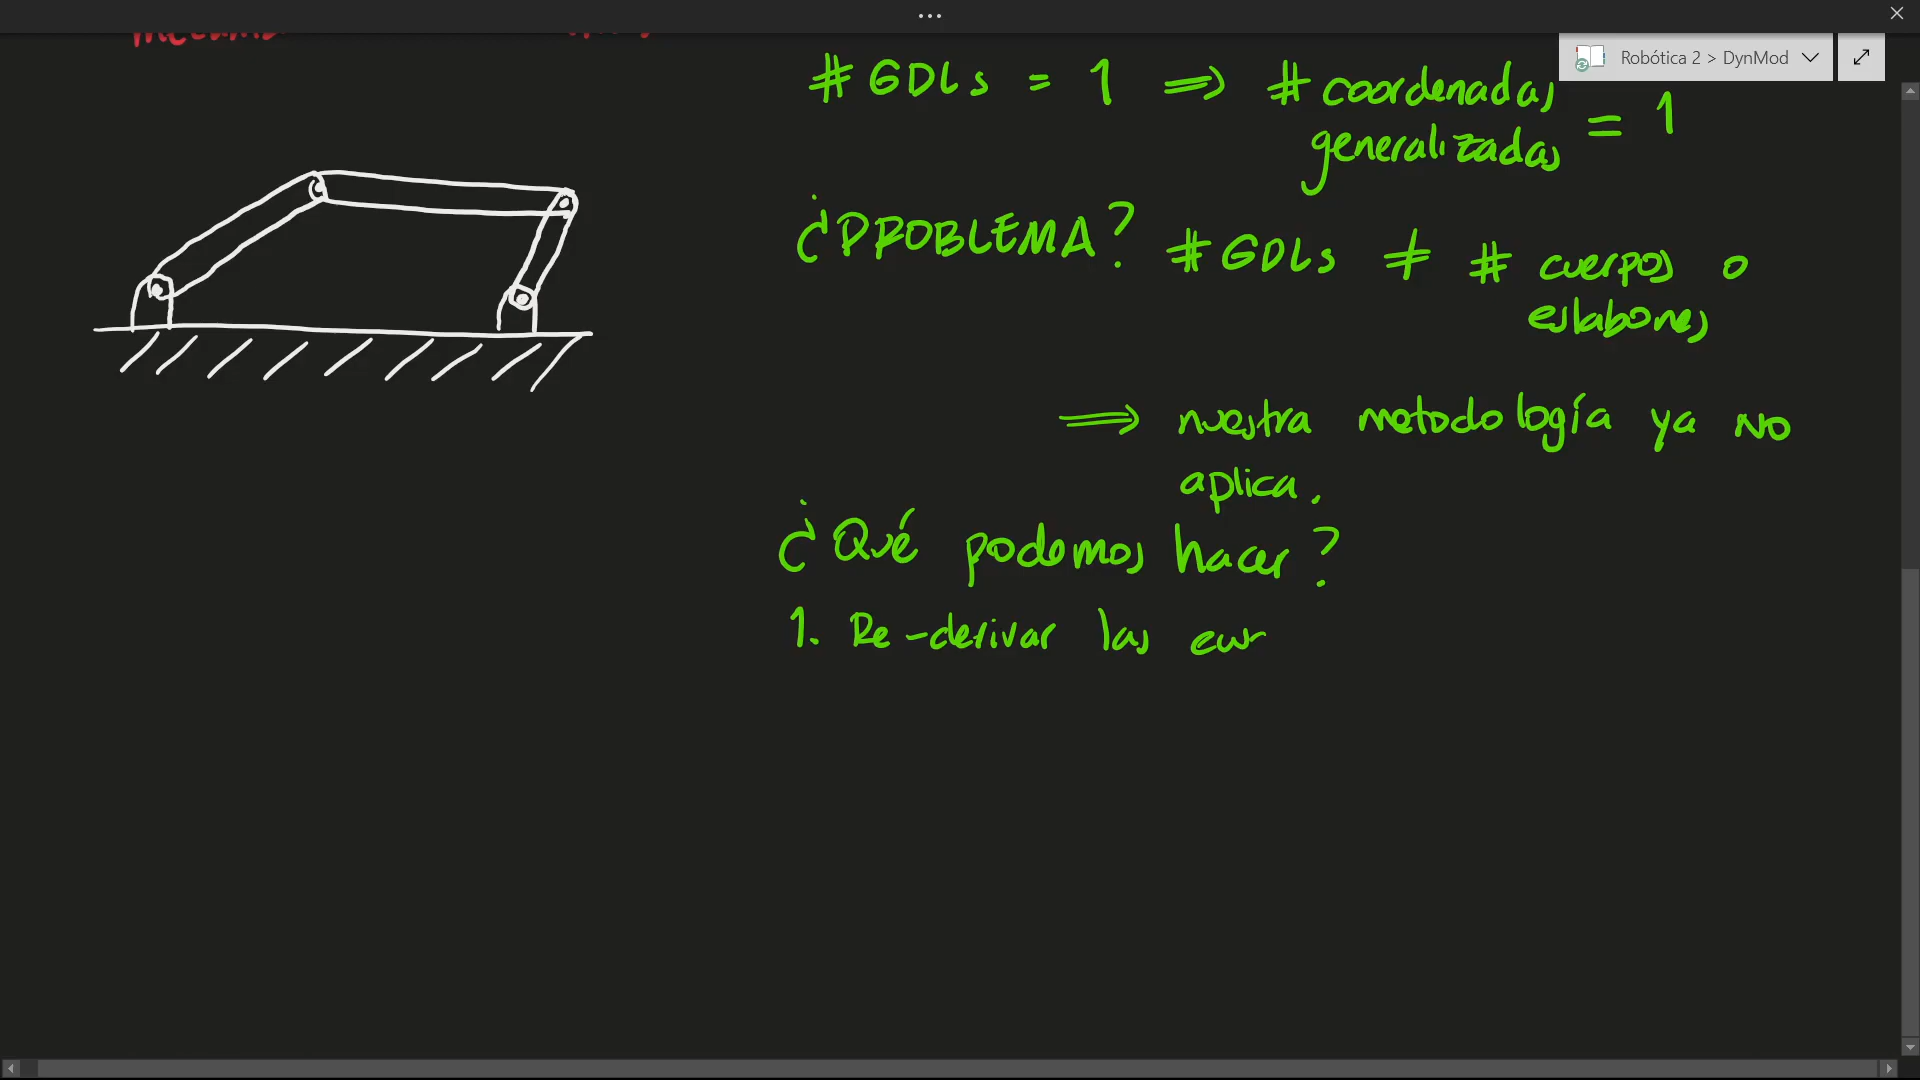 Robótica 2 > DynMod
#GDLs = 1 ⟹ # coordenadas generalizadas = 1
¿PROBLEMA? #GDLs ≠ # cuerpos o
eslabones
⟹ nuestra metodología ya NO
aplica.
¿Qué podemos hacer?
1. Re-derivar las